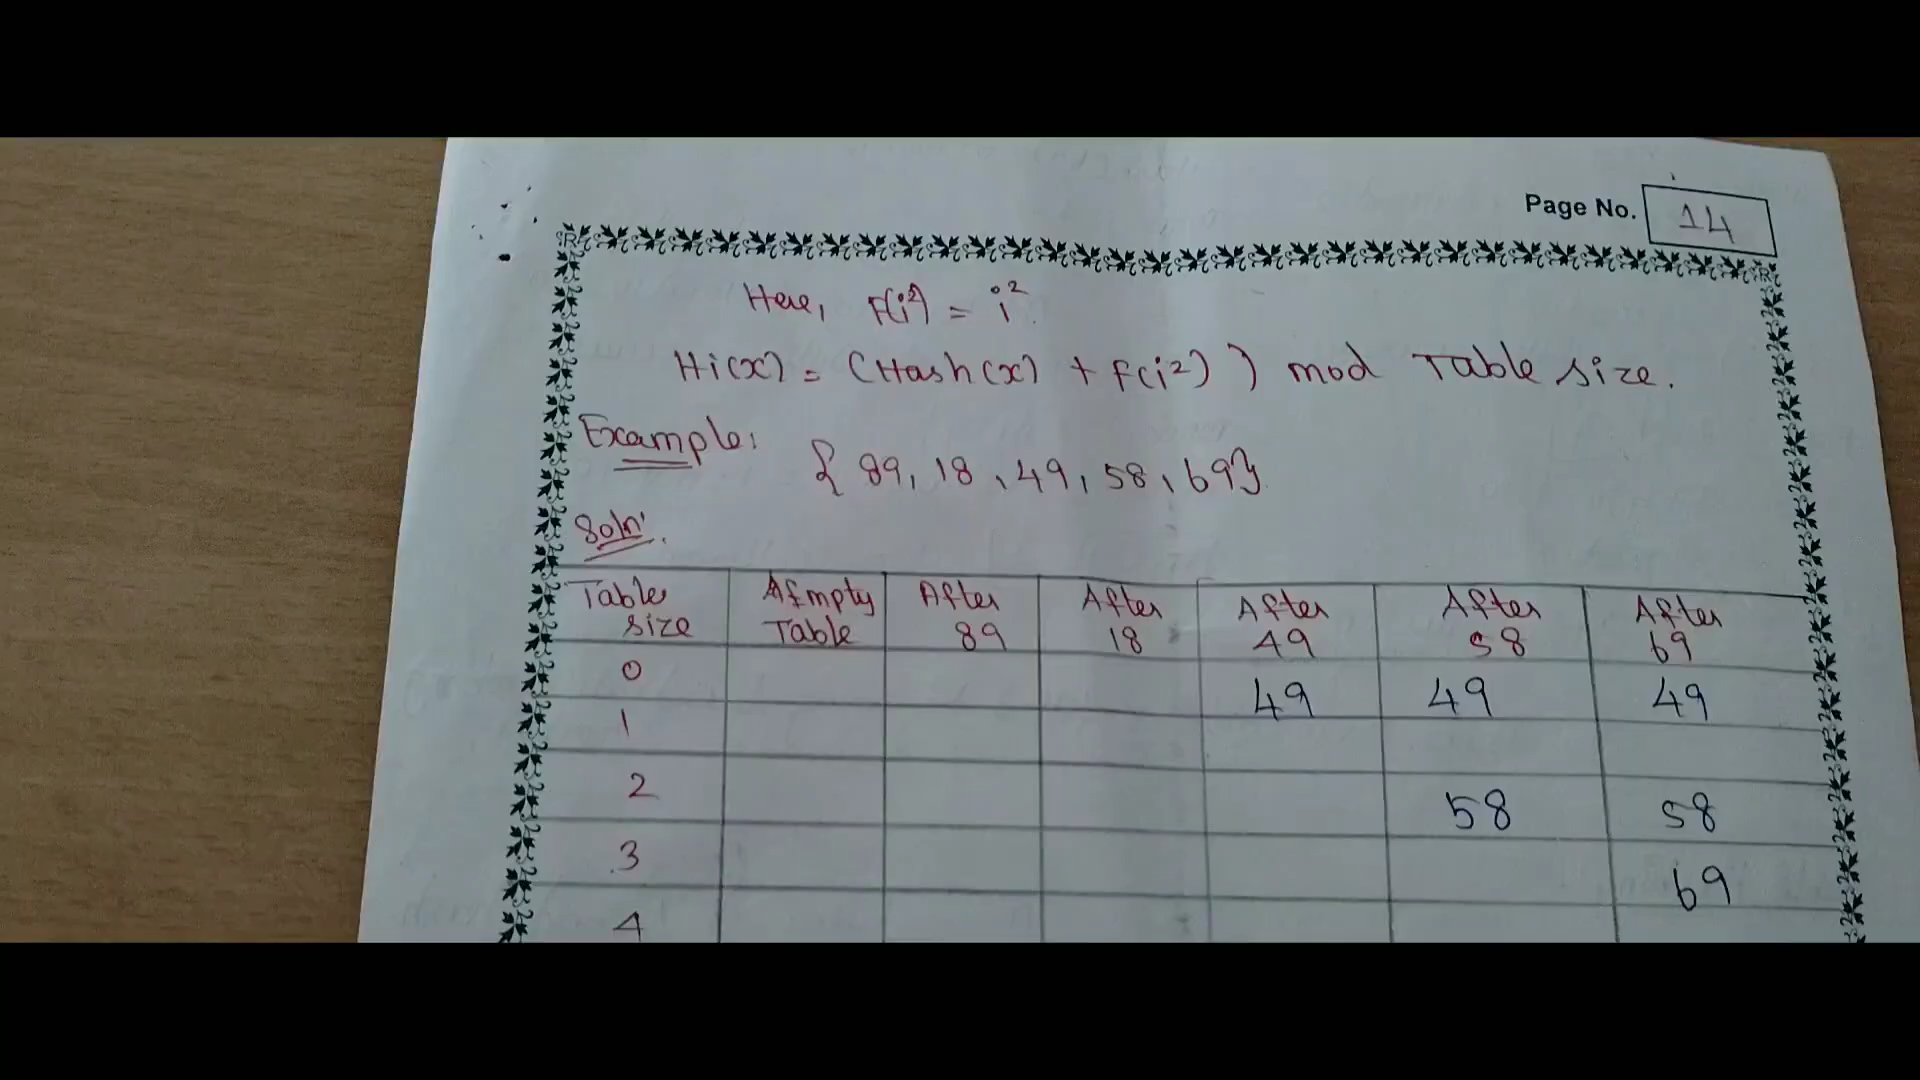 Page No. 14
Here, F(i²) = i²
Hi(x) = (Hash(x) + F(i²)) mod Table size.
Example:
{ 89, 18, 49, 58, 69}
Soln.
Table size Afmpty Table After 89 After 18 After 49 After 58 After 69
0 49 49 49
1
2 58 58
3 69
4